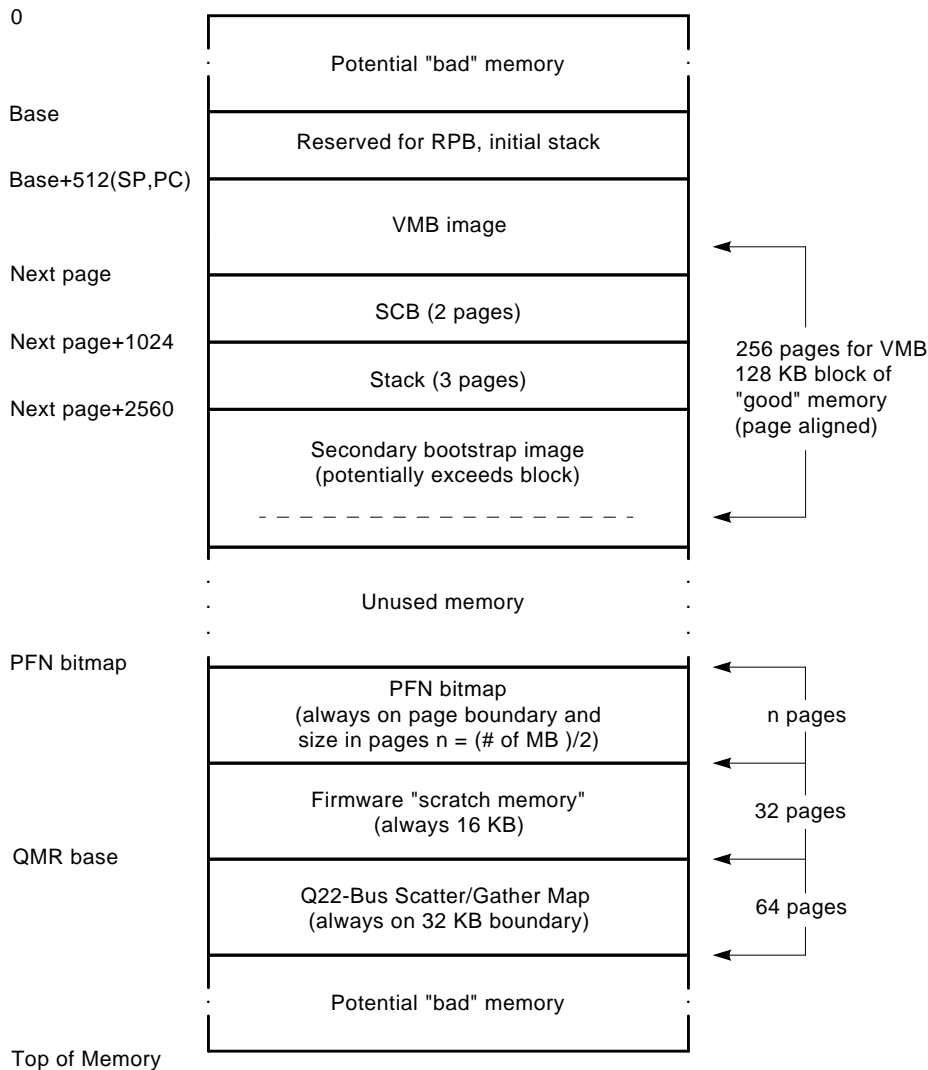 0
Potential "bad" memory
Base
Reserved for RPB, initial stack
Base+512(SP,PC)
VMB image
Next page
SCB (2 pages)
Next page+1024
256 pages for VMB
128 KB block of
"good" memory
(page aligned)
Stack (3 pages)
Next page+2560
Secondary bootstrap image
(potentially exceeds block)
Unused memory
PFN bitmap
PFN bitmap
(always on page boundary and
size in pages n = (# of MB )/2)
n pages
Firmware "scratch memory"
(always 16 KB)
32 pages
QMR base
Q22-Bus Scatter/Gather Map
(always on 32 KB boundary)
64 pages
Potential "bad" memory
Top of Memory